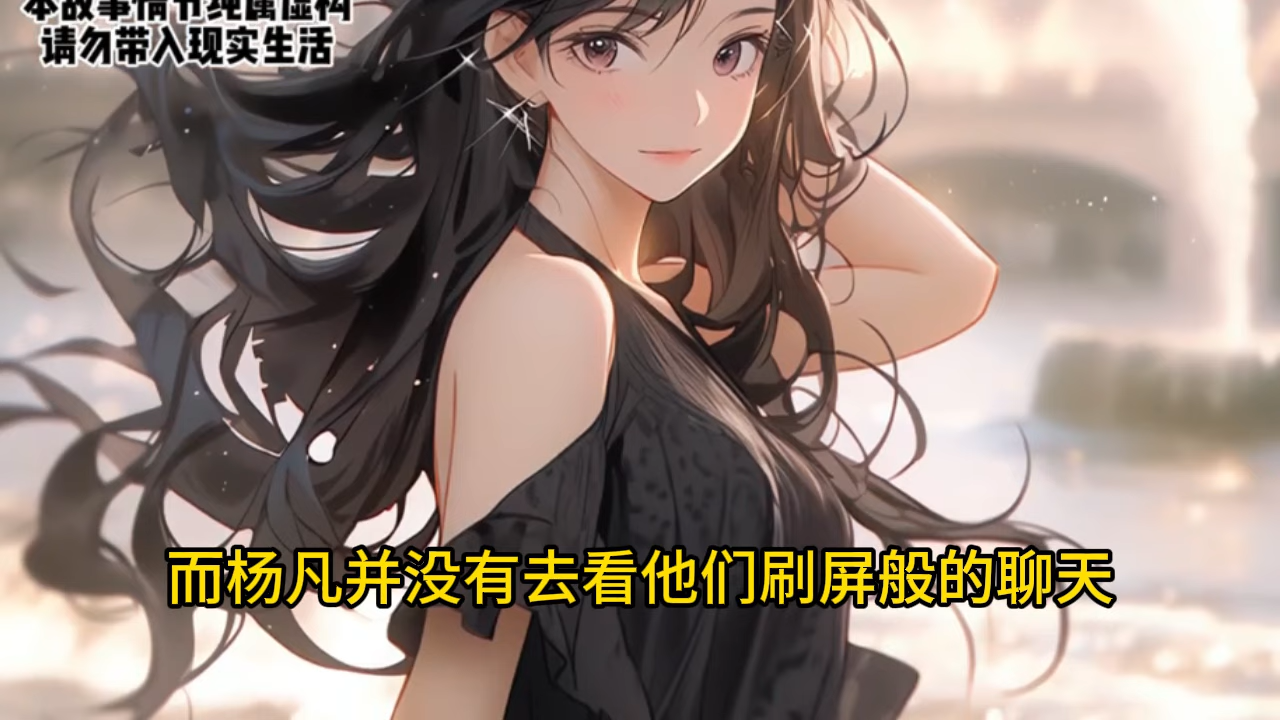 本故事情节纯属虚构
请勿带入现实生活
而杨凡并没有去看他们刷屏般的聊天